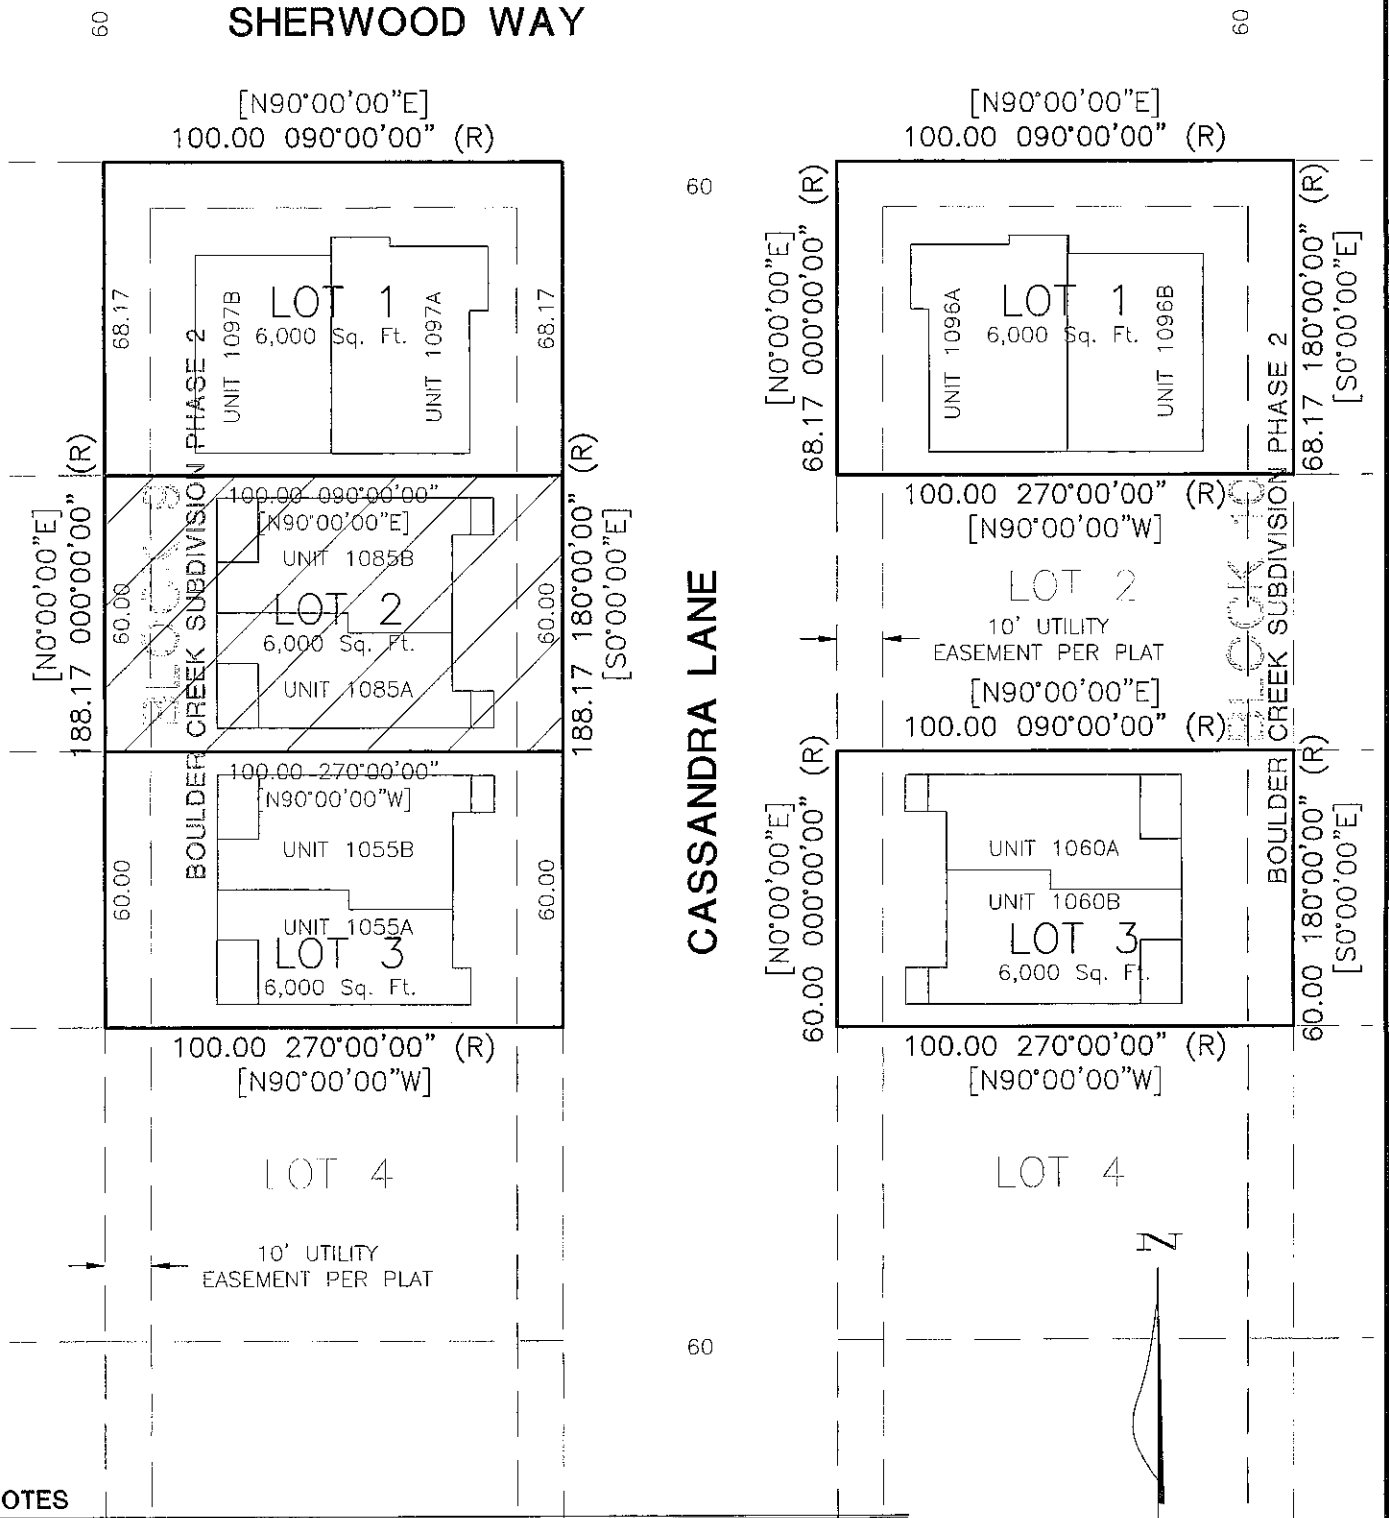 60
SHERWOOD WAY
60
[N90°00'00"E]
100.00 090°00'00" (R)
68.17
LOT 1
6,000 Sq. Ft.
UNIT 1097B
UNIT 1097A
68.17
[N0°00'00"E]
188.17 000°00'00" (R)
BLOCK 9
BOULDER CREEK SUBDIVISION PHASE 2
100.00 090°00'00"
[N90°00'00"E]
UNIT 1085B
LOT 2
6,000 Sq. Ft.
UNIT 1085A
60.00
60.00
188.17 180°00'00" (R)
[S0°00'00"E]
100.00 270°00'00"
[N90°00'00"W]
UNIT 1055B
UNIT 1055A
LOT 3
6,000 Sq. Ft.
60.00
60.00
100.00 270°00'00" (R)
[N90°00'00"W]
LOT 4
10' UTILITY
EASEMENT PER PLAT
60
CASSANDRA LANE
60
[N90°00'00"E]
100.00 090°00'00" (R)
[N0°00'00"E]
68.17 000°00'00" (R)
UNIT 1096A
LOT 1
6,000 Sq. Ft.
UNIT 1096B
68.17 180°00'00" (R)
[S0°00'00"E]
100.00 270°00'00" (R)
[N90°00'00"W]
LOT 2
10' UTILITY
EASEMENT PER PLAT
BLOCK 10
BOULDER CREEK SUBDIVISION PHASE 2
[N90°00'00"E]
100.00 090°00'00" (R)
[N0°00'00"E]
60.00 000°00'00" (R)
UNIT 1060A
UNIT 1060B
LOT 3
6,000 Sq. Ft.
60.00 180°00'00" (R)
[S0°00'00"E]
100.00 270°00'00" (R)
[N90°00'00"W]
LOT 4
N
OTES